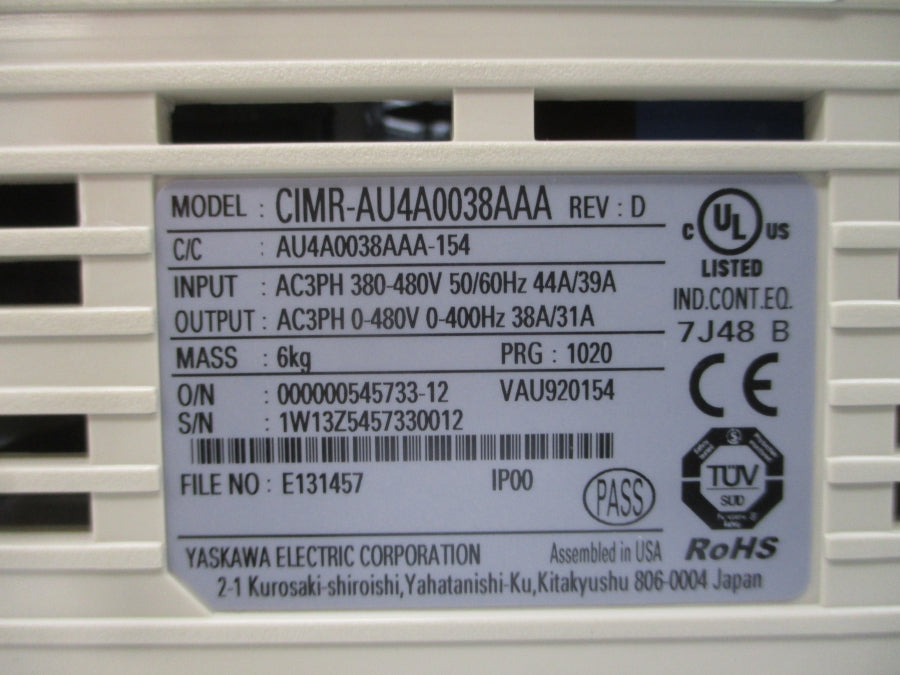 MODEL : CIMR-AU4A0038AAA REV : D
C/C : AU4A0038AAA-154
INPUT : AC3PH 380-480V 50/60Hz 44A/39A
OUTPUT : AC3PH 0-480V 0-400Hz 38A/31A
MASS : 6kg PRG : 1020
O/N : 000000545733-12 VAU920154
S/N : 1W13Z5457330012
FILE NO : E131457 IP00 PASS
YASKAWA ELECTRIC CORPORATION Assembled in USA
2-1 Kurosaki-shiroishi,Yahatanishi-Ku,Kitakyushu 806-0004 Japan
C UL US
LISTED
IND.CONT.EQ.
7J48 B
CE
TÜV
SÜD
RoHS